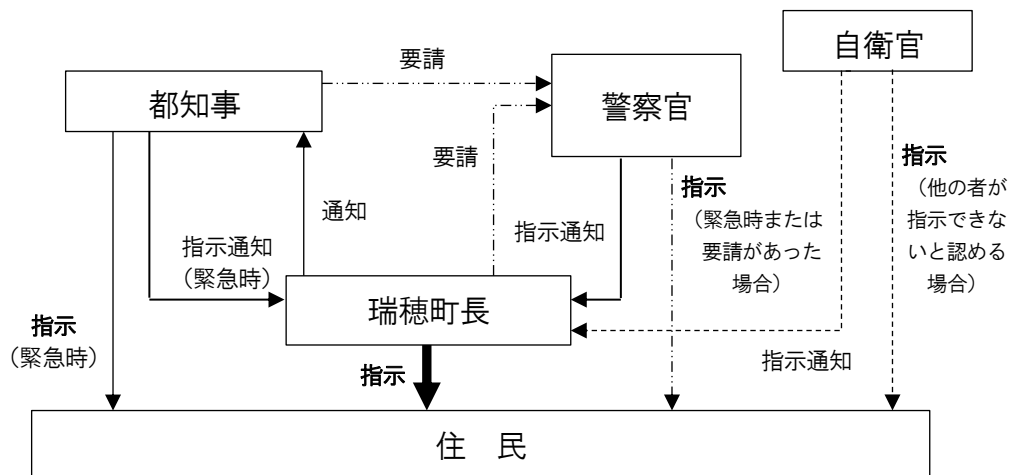 自衛官
要請
都知事
警察官
要請
指示
（緊急時または
要請があった
場合）
指示
（他の者が
指示できな
いと認める
場合）
通知
指示通知
（緊急時）
指示通知
瑞穂町長
指示
（緊急時）
指示
指示通知
住　民